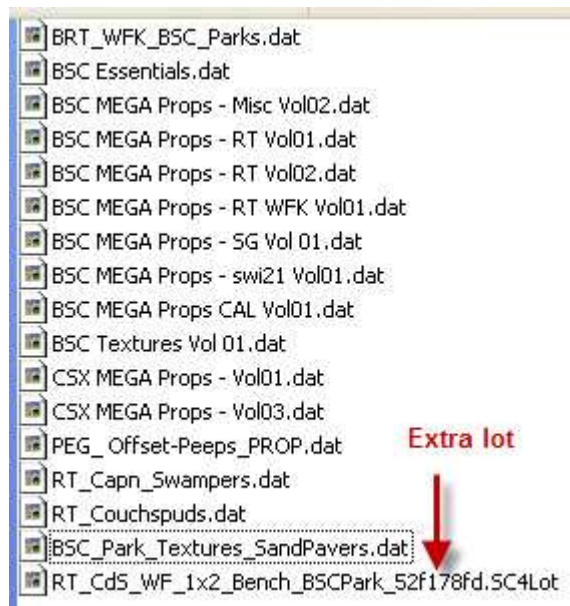 BRT_WFK_BSC_Parks.dat
BSC Essentials.dat
BSC MEGA Props - Misc Vol02.dat
BSC MEGA Props - RT Vol01.dat
BSC MEGA Props - RT Vol02.dat
BSC MEGA Props - RT WFK Vol01.dat
BSC MEGA Props - SG Vol 01.dat
BSC MEGA Props - swi21 Vol01.dat
BSC MEGA Props CAL Vol01.dat
BSC Textures Vol 01.dat
CSX MEGA Props - Vol01.dat
CSX MEGA Props - Vol03.dat
PEG_ Offset-Peeps_PROP.dat
Extra lot
RT_Capn_Swampers.dat
RT_Couchspuds.dat
BSC_Park_Textures_SandPavers.dat
RT_CdS_WF_1x2_Bench_BSCPark_52f178fd.SC4Lot